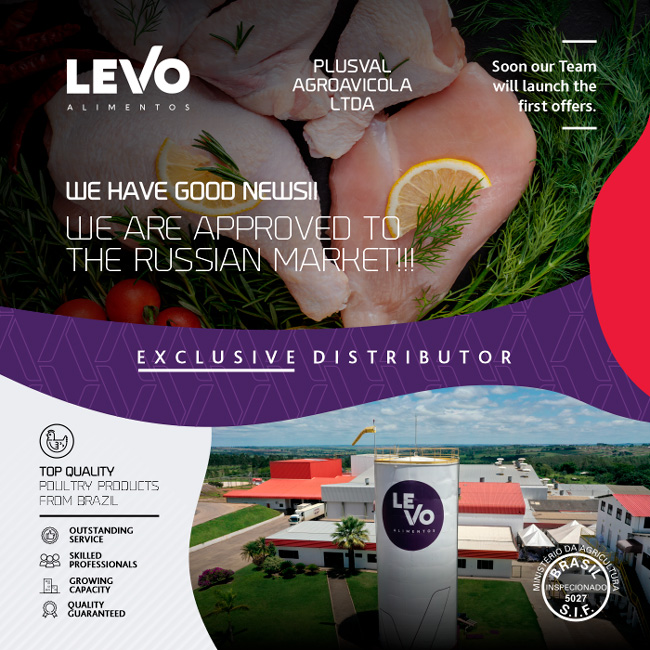 LEVO
ALIMENTOS
PLUSVAL
AGROAVICOLA
LTDA
Soon our Team
will launch the
first offers.
WE HAVE GOOD NEWS!!
WE ARE APPROVED TO
THE RUSSIAN MARKET!!!
EXCLUSIVE DISTRIBUTOR
TOP QUALITY
POULTRY PRODUCTS
FROM BRAZIL
OUTSTANDING
SERVICE
SKILLED
PROFESSIONALS
GROWING
CAPACITY
QUALITY
GUARANTEED
LE
VO
ALIMENTOS
MINISTÉRIO DA AGRICULTURA
BRASIL
INSPECIONADO
5027
S.I.F.